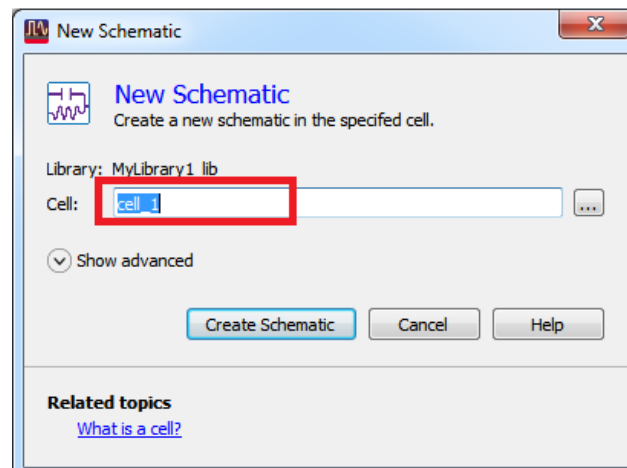 New Schematic
New Schematic
Create a new schematic in the specifed cell.
Library: MyLibrary1_lib
Cell: cell_1 ...
Show advanced
Create Schematic Cancel Help
Related topics
What is a cell?